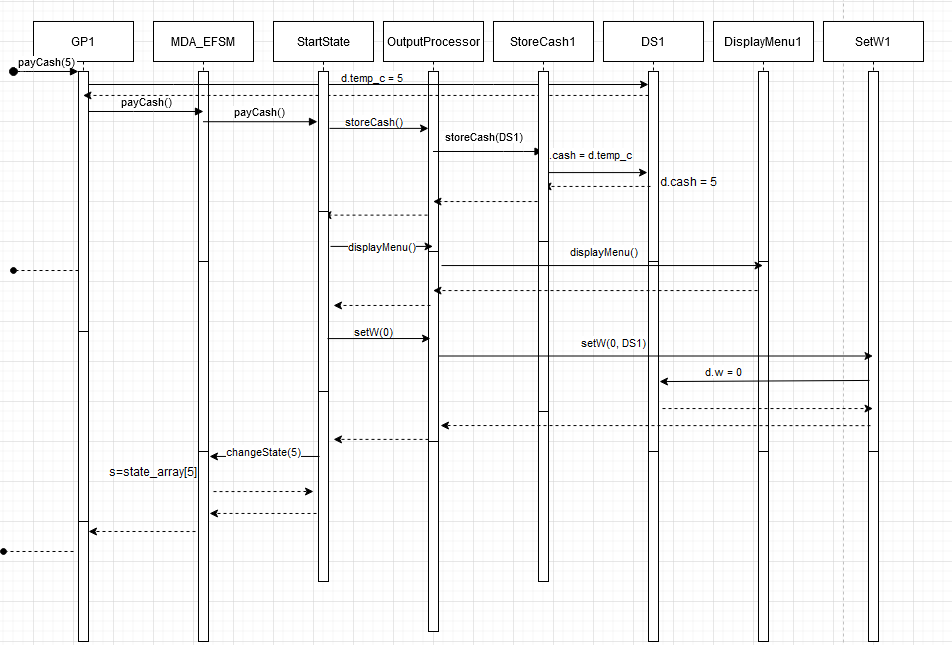 GP1
MDA_EFSM
StartState
OutputProcessor
StoreCash1
DS1
DisplayMenu1
SetW1
payCash(5)
d.temp_c = 5
payCash()
payCash()
storeCash()
storeCash(DS1)
.cash = d.temp_c
d.cash = 5
displayMenu()
displayMenu()
setW(0)
setW(0, DS1)
d.w = 0
changeState(5)
s=state_array[5]